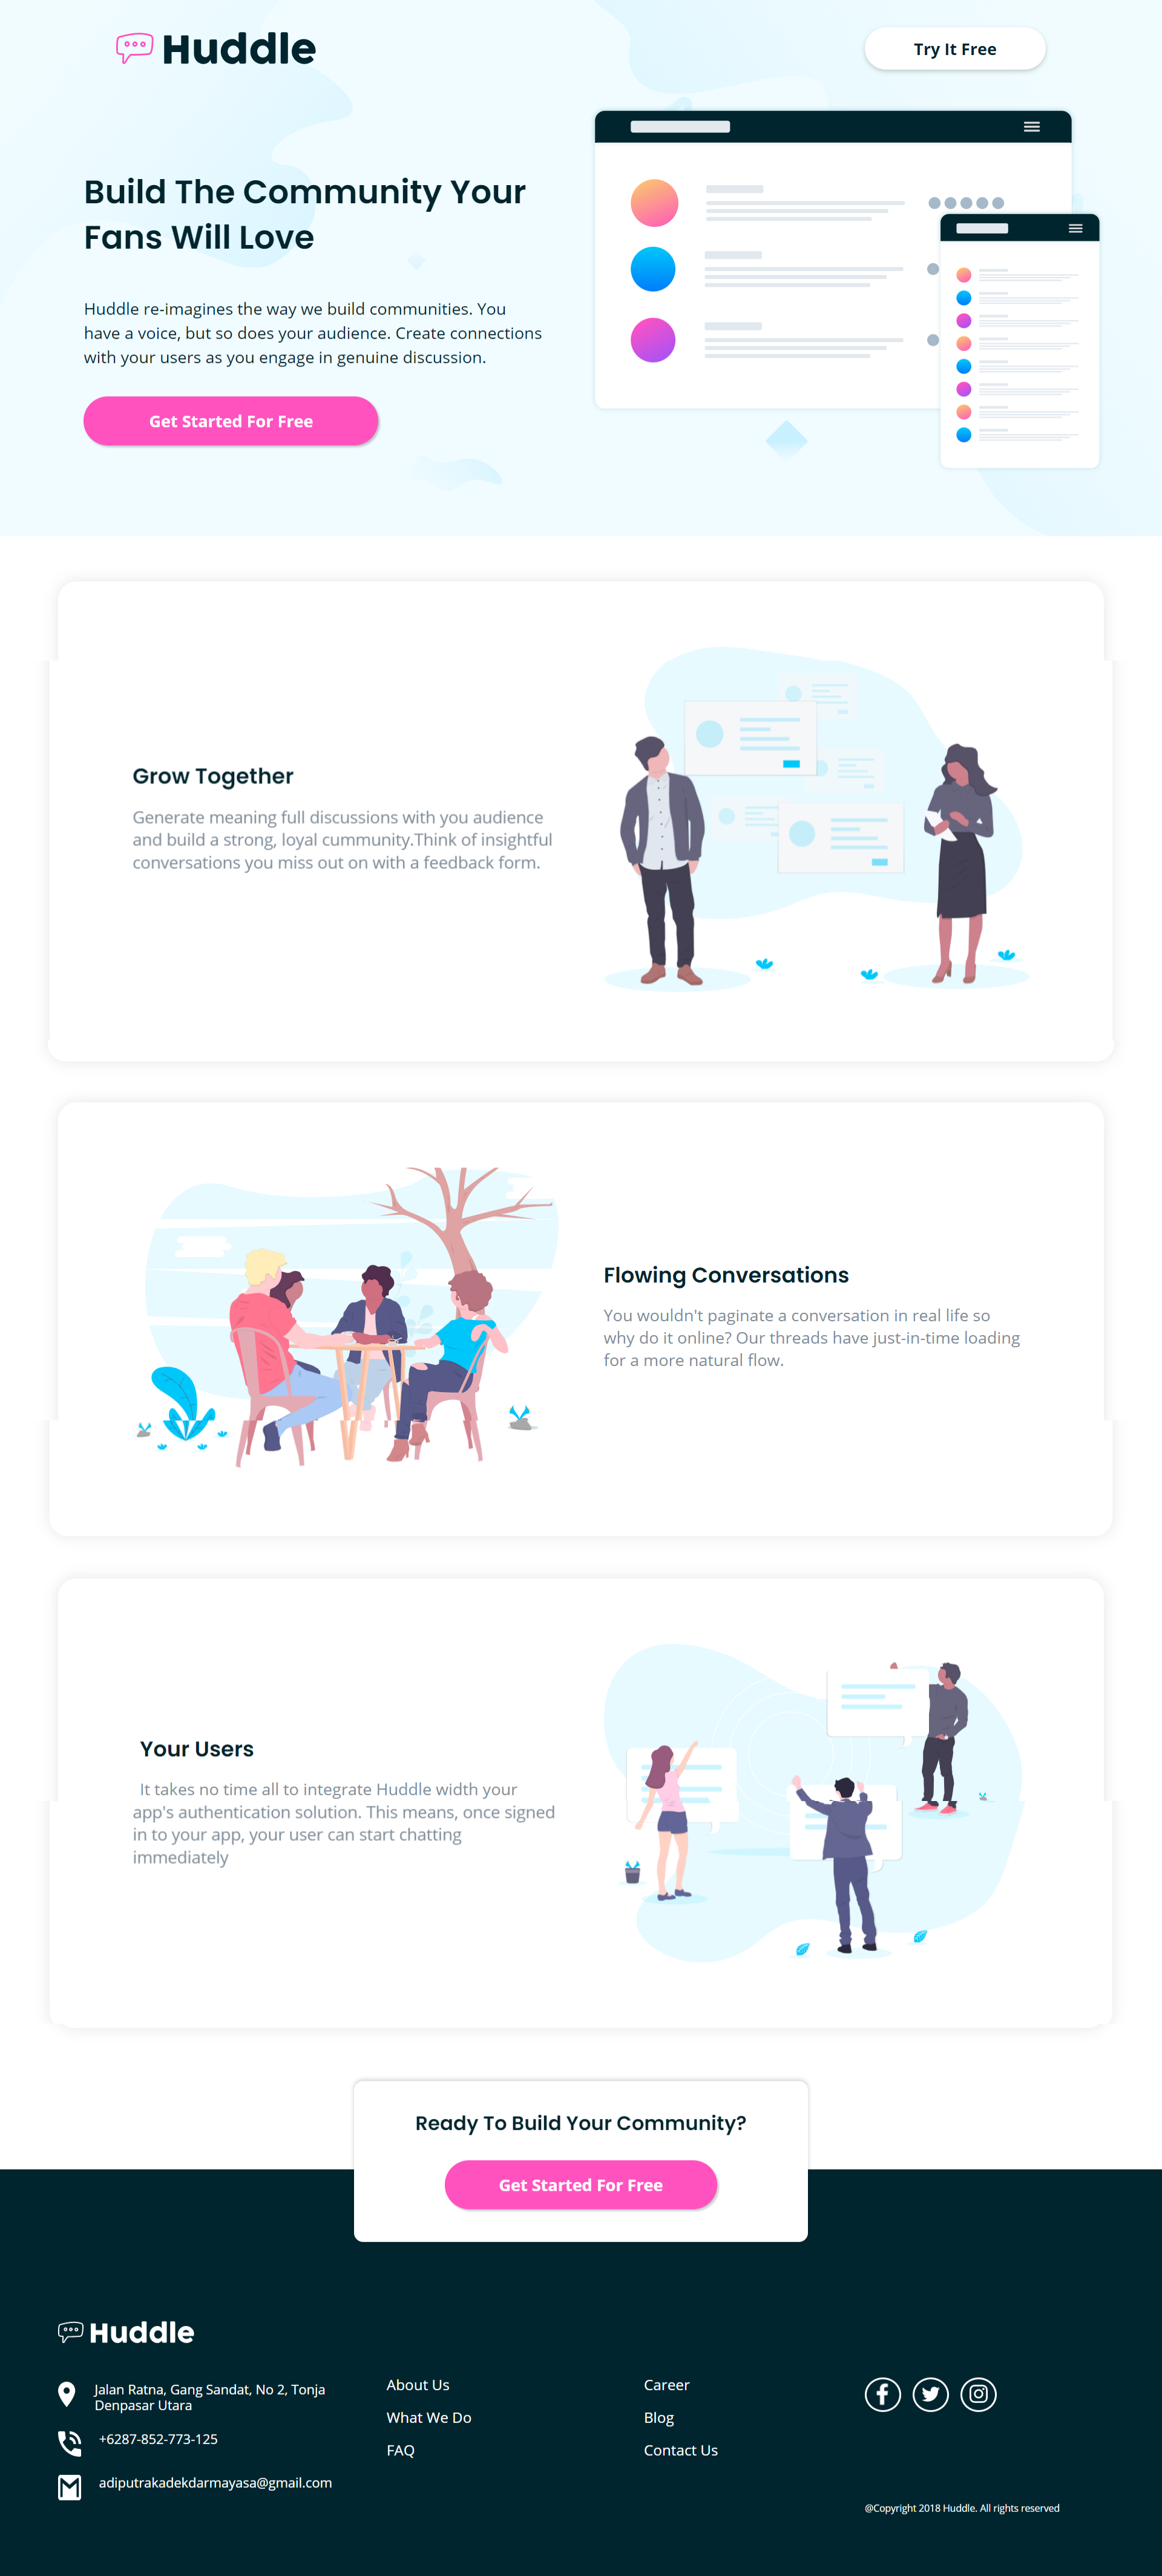 Huddle
Try It Free
Build The Community Your
Fans Will Love
Huddle re-imagines the way we build communities. You
have a voice, but so does your audience. Create connections
with your users as you engage in genuine discussion.
Get Started For Free
Grow Together
Generate meaning full discussions with you audience
and build a strong, loyal cummunity.Think of insightful
conversations you miss out on with a feedback form.
Flowing Conversations
You wouldn't paginate a conversation in real life so
why do it online? Our threads have just-in-time loading
for a more natural flow.
Your Users
It takes no time all to integrate Huddle width your
app's authentication solution. This means, once signed
in to your app, your user can start chatting
immediately
Ready To Build Your Community?
Get Started For Free
Huddle
Jalan Ratna, Gang Sandat, No 2, Tonja
Denpasar Utara
+6287-852-773-125
adiputrakadekdarmayasa@gmail.com
About Us
What We Do
FAQ
Career
Blog
Contact Us
@Copyright 2018 Huddle. All rights reserved